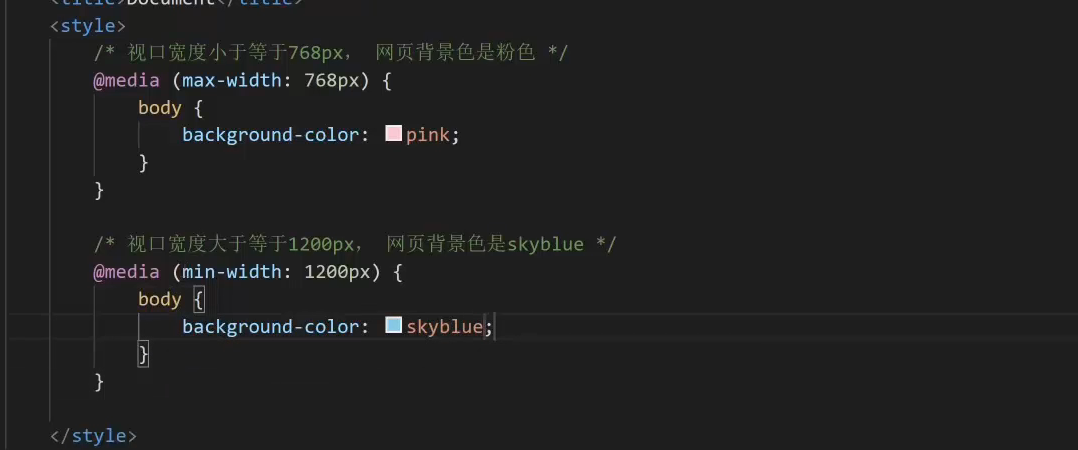 <title>Document</title>
<style>
/* 视口宽度小于等于768px， 网页背景色是粉色 */
@media (max-width: 768px) {
body {
background-color: pink;
}
}
/* 视口宽度大于等于1200px， 网页背景色是skyblue */
@media (min-width: 1200px) {
body {
background-color: skyblue;
}
}
</style>